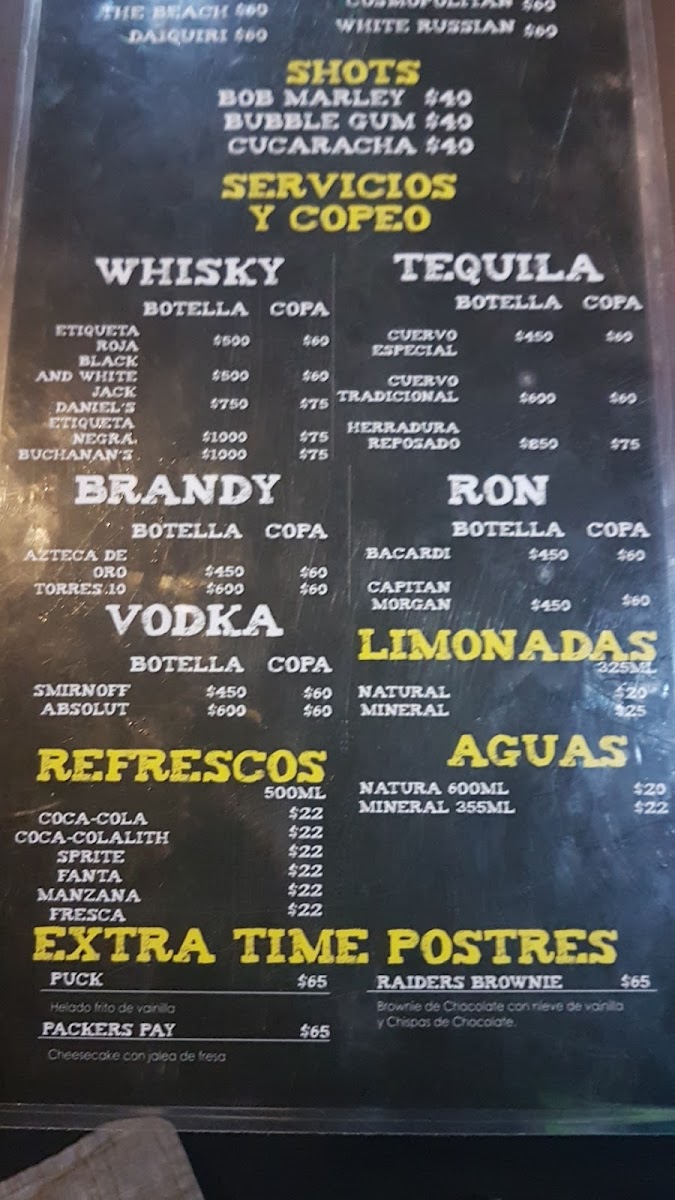 THE BEACH $60
DAIQUIRI $60
COSMOPOLITAN $60
WHITE RUSSIAN $60
SHOTS
BOB MARLEY $40
BUBBLE GUM $40
CUCARACHA $40
SERVICIOS
Y COPEO
WHISKY
BOTELLA COPA
ETIQUETA
ROJA $500 $60
BLACK
AND WHITE $500 $60
JACK
DANIEL'S $750 $75
ETIQUETA
NEGRA. $1000 $75
BUCHANAN'S. $1000 $75
TEQUILA
BOTELLA COPA
CUERVO $450 $60
ESPECIAL
CUERVO
TRADICIONAL $600 $60
HERRADURA
REPOSADO $850 $75
BRANDY
BOTELLA COPA
AZTECA DE
ORO $450 $60
TORRES.10 $600 $60
RON
BOTELLA COPA
BACARDI $450 $60
CAPITAN
MORGAN $450 $60
VODKA
BOTELLA COPA
SMIRNOFF $450 $60
ABSOLUT $600 $60
LIMONADAS
325ML
NATURAL $20
MINERAL $25
REFRESCOS
500ML
COCA-COLA $22
COCA-COLALITH $22
SPRITE $22
FANTA $22
MANZANA $22
FRESCA $22
AGUAS
NATURA 600ML $20
MINERAL 355ML $22
EXTRA TIME POSTRES
PUCK $65
Helado frito de vainilla
PACKERS PAY $65
Cheesecake con jalea de fresa
RAIDERS BROWNIE $65
Brownie de Chocolate con nieve de vainilla
y Chispas de Chocolate.